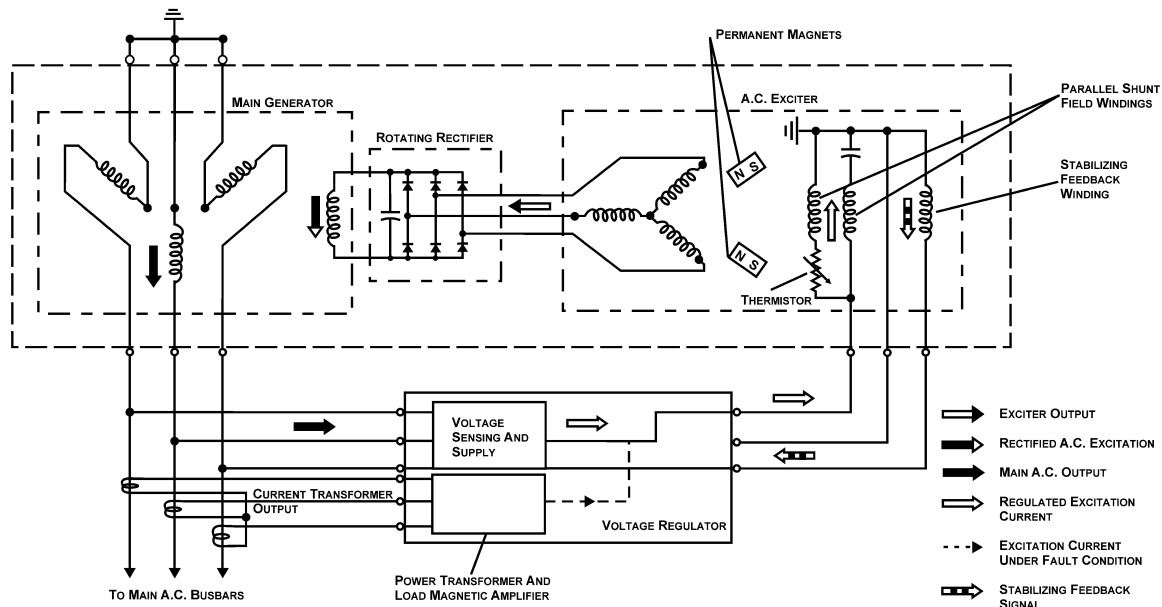 PERMANENT MAGNETS
MAIN GENERATOR
A.C. EXCITER
PARALLEL SHUNT
FIELD WINDINGS
ROTATING RECTIFIER
STABILIZING
FEEDBACK
WINDING
N S
N S
THERMISTOR
VOLTAGE
SENSING AND
SUPPLY
CURRENT TRANSFORMER
OUTPUT
VOLTAGE REGULATOR
POWER TRANSFORMER AND
LOAD MAGNETIC AMPLIFIER
TO MAIN A.C. BUSBARS
EXCITER OUTPUT
RECTIFIED A.C. EXCITATION
MAIN A.C. OUTPUT
REGULATED EXCITATION
CURRENT
EXCITATION CURRENT
UNDER FAULT CONDITION
STABILIZING FEEDBACK
SIGNAL